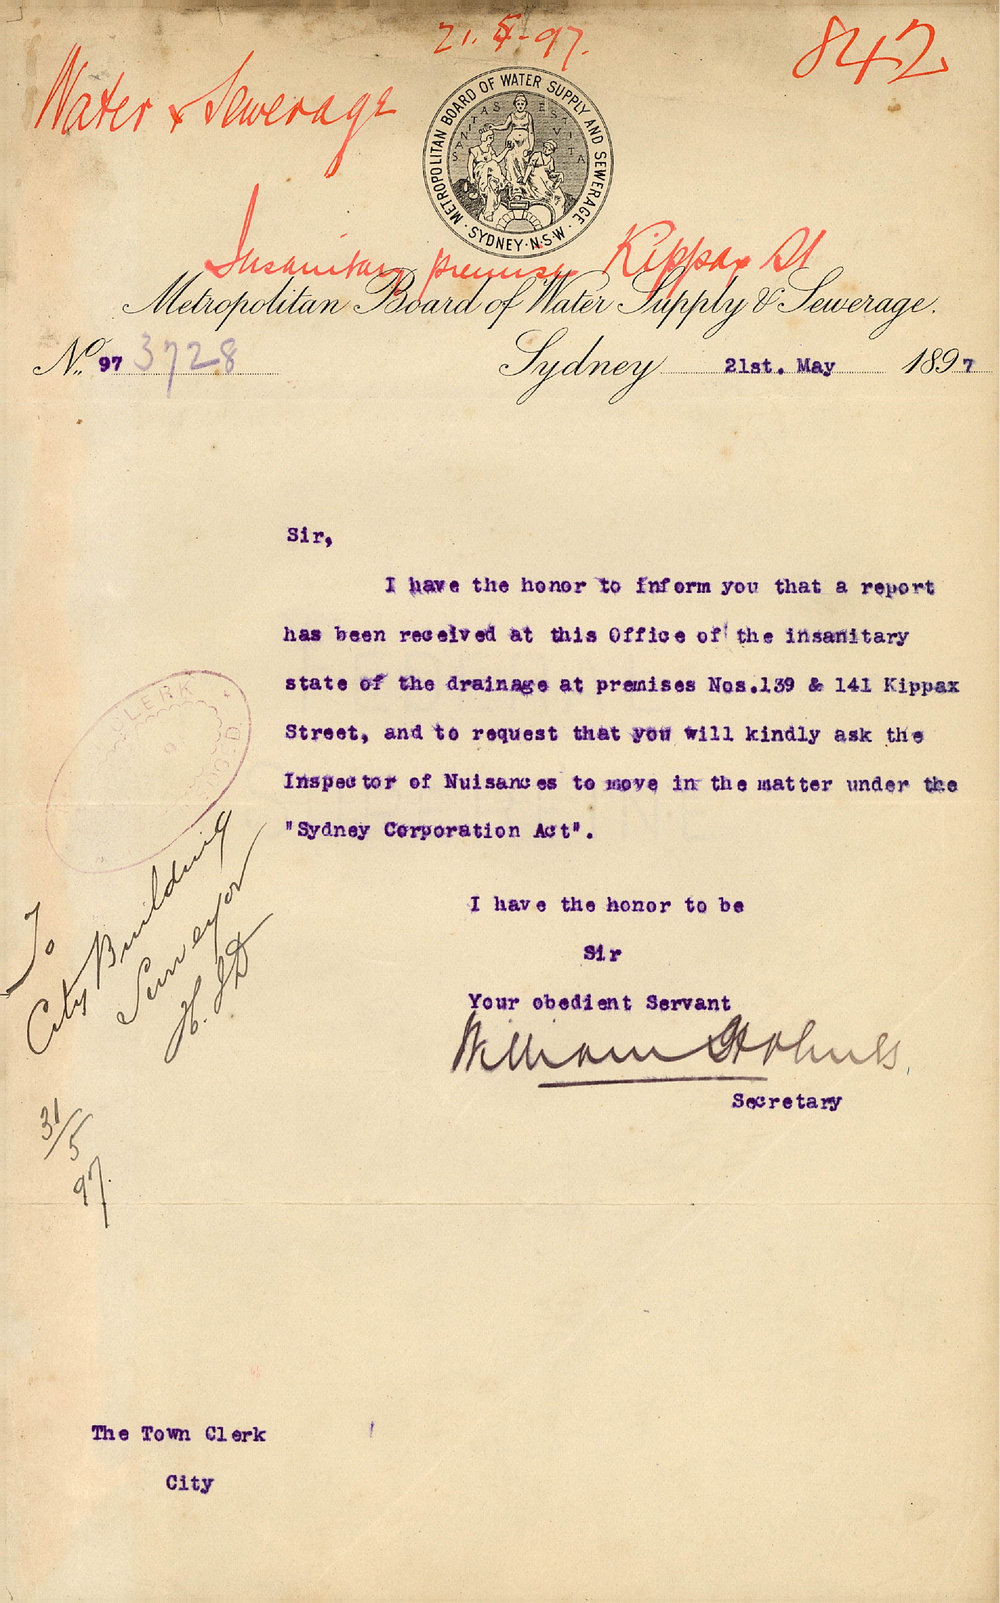 21.5-97.
842
Water & Sewerage
METROPOLITAN BOARD OF WATER SUPPLY AND SEWERAGE.
SANITAS EST VITA
· SYDNEY · N·S·W ·
Insanitary premises Kippax St
Metropolitan Board of Water Supply & Sewerage.
No. 97 3728
Sydney 21st. May 1897
Sir,
I have the honor to inform you that a report
has been received at this Office of the insanitary
state of the drainage at premises Nos.139 & 141 Kippax
Street, and to request that you will kindly ask the
Inspector of Nuisances to move in the matter under the
"Sydney Corporation Act".
CLERK
To
City Building
Surveyor
31/5
97.
I have the honor to be
Sir
Your obedient Servant
William Holmes
Secretary
The Town Clerk
City